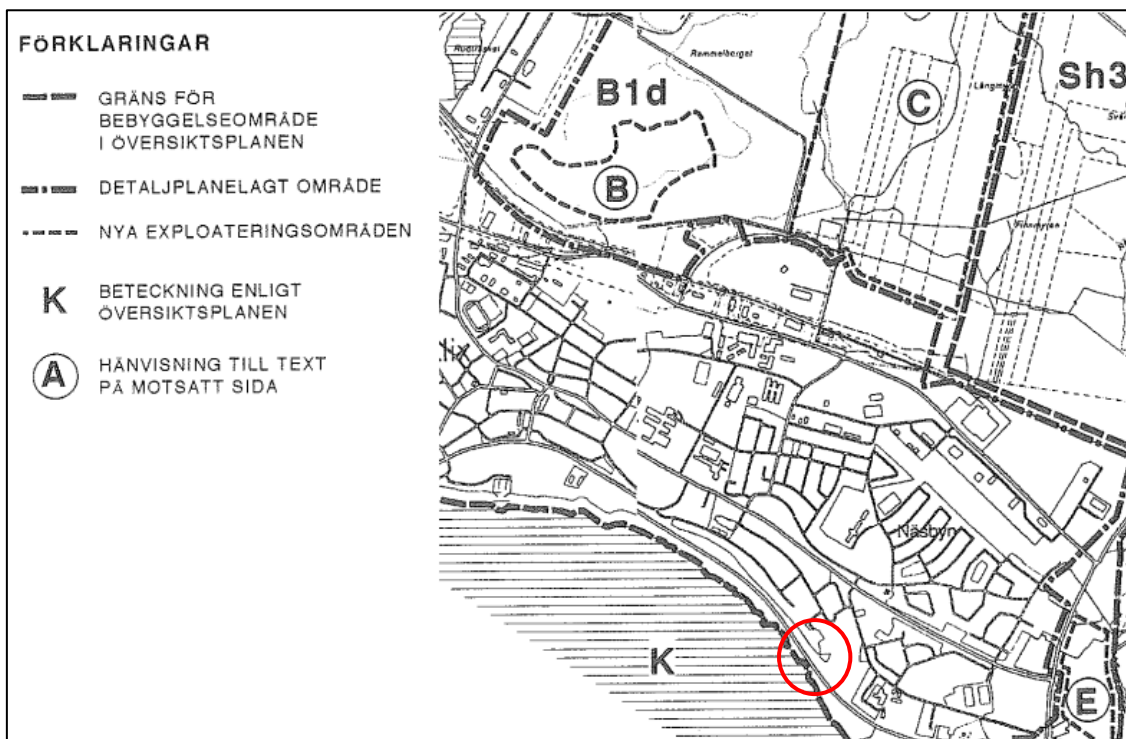 FÖRKLARINGAR
GRÄNS FÖR
BEBYGGELSEOMRÅDE
I ÖVERSIKTSPLANEN
DETALJPLANELAGT OMRÅDE
NYA EXPLOATERINGSOMRÅDEN
K
BETECKNING ENLIGT
ÖVERSIKTSPLANEN
A
HÄNVISNING TILL TEXT
PÅ MOTSATT SIDA
Rammelberget
B1d
C
Sh3
B
Näsbyn
K
E